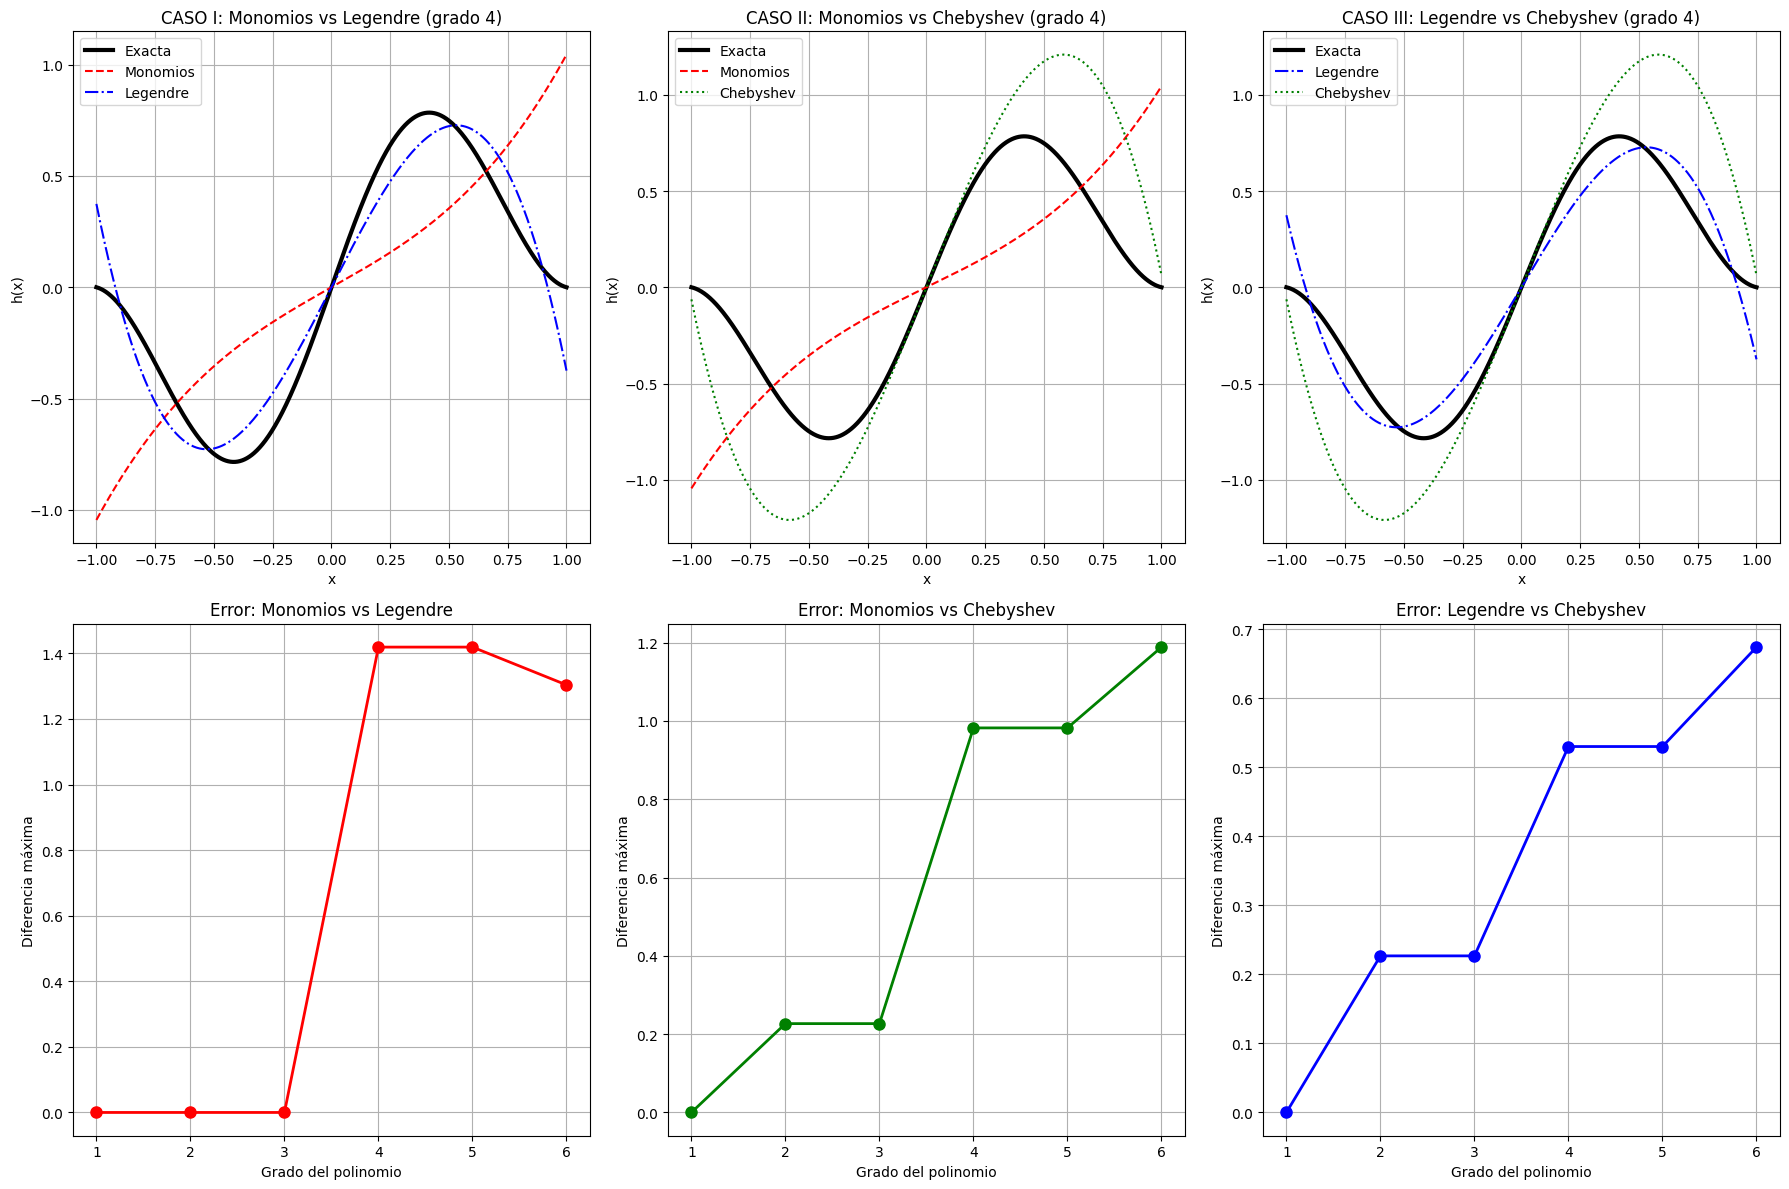 CASO I: Monomios vs Legendre (grado 4)
Exacta
Monomios
Legendre
1.0
0.5
0.0
−0.5
−1.0
h(x)
−1.00 −0.75 −0.50 −0.25 0.00 0.25 0.50 0.75 1.00
x
CASO II: Monomios vs Chebyshev (grado 4)
Exacta
Monomios
Chebyshev
1.0
0.5
0.0
−0.5
−1.0
h(x)
−1.00 −0.75 −0.50 −0.25 0.00 0.25 0.50 0.75 1.00
x
CASO III: Legendre vs Chebyshev (grado 4)
Exacta
Legendre
Chebyshev
1.0
0.5
0.0
−0.5
−1.0
h(x)
−1.00 −0.75 −0.50 −0.25 0.00 0.25 0.50 0.75 1.00
x
Error: Monomios vs Legendre
1.4
1.2
1.0
0.8
0.6
0.4
0.2
0.0
Diferencia máxima
1 2 3 4 5 6
Grado del polinomio
Error: Monomios vs Chebyshev
1.2
1.0
0.8
0.6
0.4
0.2
0.0
Diferencia máxima
1 2 3 4 5 6
Grado del polinomio
Error: Legendre vs Chebyshev
0.7
0.6
0.5
0.4
0.3
0.2
0.1
0.0
Diferencia máxima
1 2 3 4 5 6
Grado del polinomio